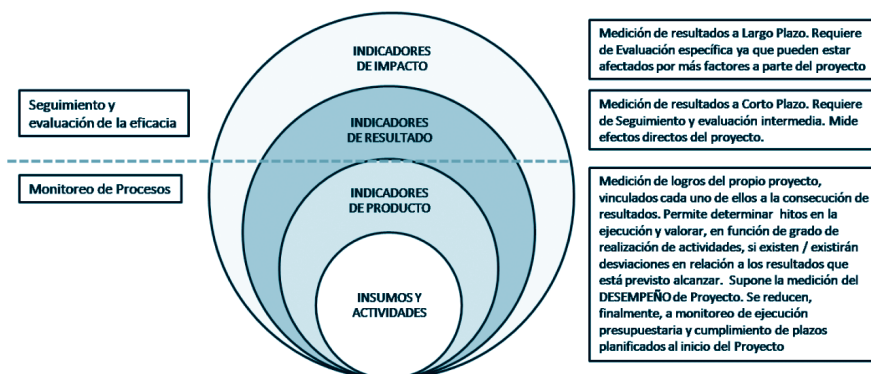 INDICADORES
DE IMPACTO
Medición de resultados a Largo Plazo. Requiere
de Evaluación específica ya que pueden estar
afectados por más factores a parte del proyecto
Seguimiento y
evaluación de la eficacia
INDICADORES
DE RESULTADO
Medición de resultados a Corto Plazo. Requiere
de Seguimiento y evaluación intermedia. Mide
efectos directos del proyecto.
Monitoreo de Procesos
INDICADORES
DE PRODUCTO
Medición de logros del propio proyecto,
vinculados cada uno de ellos a la consecución de
resultados. Permite determinar hitos en la
ejecución y valorar, en función de grado de
realización de actividades, si existen / existirán
desviaciones en relación a los resultados que
está previsto alcanzar. Supone la medición del
DESEMPEÑO de Proyecto. Se reducen,
finalmente, a monitoreo de ejecución
presupuestaria y cumplimiento de plazos
planificados al inicio del Proyecto
INSUMOS Y
ACTIVIDADES